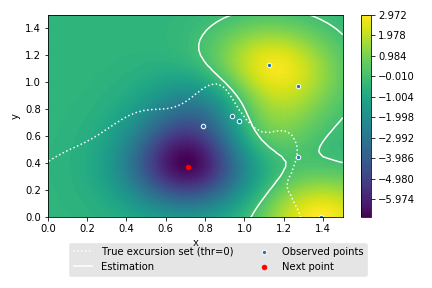 1.4
1.2
1.0
0.8
0.6
0.4
0.2
0.0
y
0.0 0.2 0.4 0.6 0.8 1.0 1.2 1.4
x
2.972
1.978
0.984
−0.010
−1.004
−1.998
−2.992
−3.986
−4.980
−5.974
True excursion set (thr=0)
Estimation
Observed points
Next point